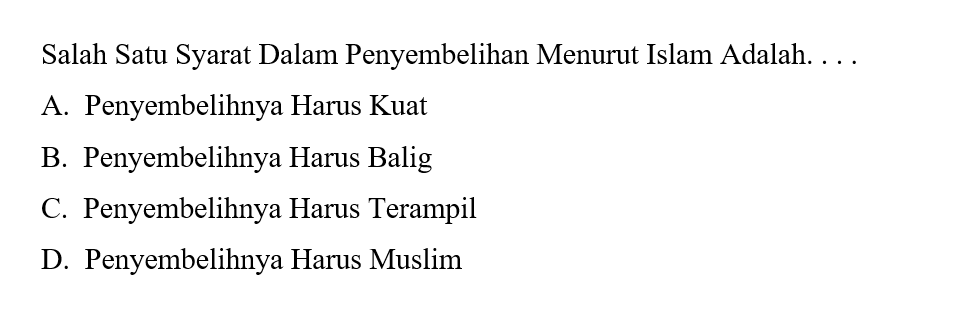 Salah Satu Syarat Dalam Penyembelihan Menurut Islam Adalah. . . .
A. Penyembelihnya Harus Kuat
B. Penyembelihnya Harus Balig
C. Penyembelihnya Harus Terampil
D. Penyembelihnya Harus Muslim